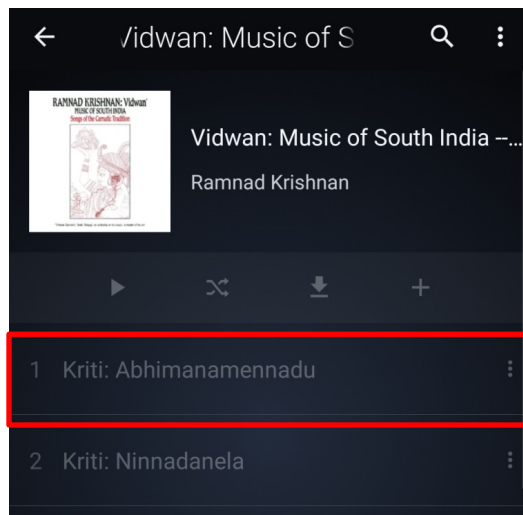 Vidwan: Music of S
RAMNAD KRISHNAN: Vidwan
MUSIC OF SOUTH INDIA
Songs of the Carnatic Tradition
Vidwan: Music of South India --...
Ramnad Krishnan
1 Kriti: Abhimanamennadu
2 Kriti: Ninnadanela